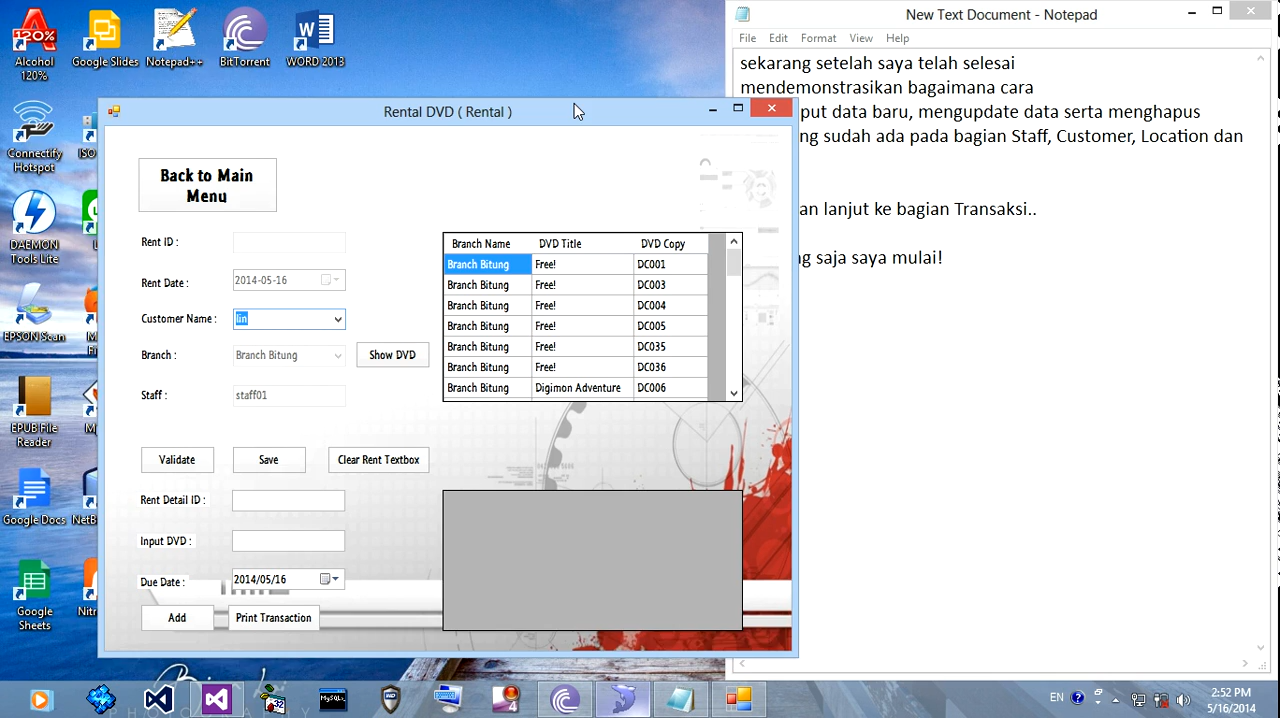 Alcohol 120%
Google Slides
Notepad++
BitTorrent
WORD 2013
Connectify Hotspot
ISO
DAEMON Tools Lite
EPSON Scan
EPUB FIle Reader
Google Docs
NetB
Google Sheets
Nitr
New Text Document - Notepad
File Edit Format View Help
sekarang setelah saya telah selesai
mendemonstrasikan bagaimana cara
put data baru, mengupdate data serta menghapus
ng sudah ada pada bagian Staff, Customer, Location dan
an lanjut ke bagian Transaksi..
g saja saya mulai!
Rental DVD ( Rental )
Back to Main
Menu
Rent ID :
Rent Date : 2014-05-16
Customer Name : lin
Branch : Branch Bitung Show DVD
Staff : staff01
Validate Save Clear Rent Textbox
Rent Detail ID :
Input DVD :
Due Date : 2014/05/16
Add Print Transaction
Branch Name DVD Title DVD Copy
Branch Bitung Free! DC001
Branch Bitung Free! DC003
Branch Bitung Free! DC004
Branch Bitung Free! DC005
Branch Bitung Free! DC035
Branch Bitung Free! DC036
Branch Bitung Digimon Adventure DC006
EN
2:52 PM
5/16/2014